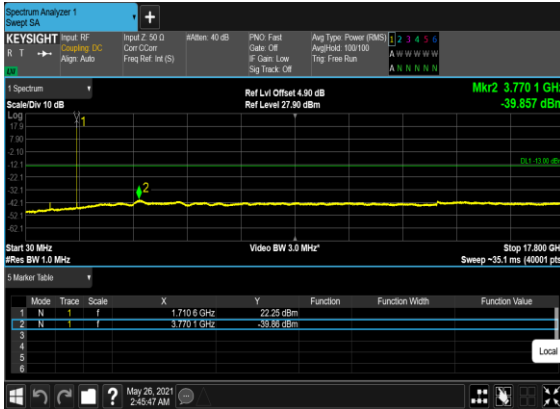 Spectrum Analyzer 1
Swept SA
+
KEYSIGHT Input: RF Input Z: 50 Ω #Atten: 40 dB PNO: Fast Avg Type: Power (RMS) 1 2 3 4 5 6
R T Coupling: DC Corr CCorr Gate: Off Avg|Hold: 100/100 A W W W W W
Align: Auto Freq Ref: Int (S) IF Gain: Low Trig: Free Run
Sig Track: Off A N N N N N
1 Spectrum Ref Lvl Offset 4.90 dB Mkr2 3.770 1 GHz
Scale/Div 10 dB Ref Level 27.90 dBm -39.857 dBm
Log
17.9
7.90
-2.10
-12.1
-22.1
-32.1
-42.1
-52.1
-62.1
1
2
DL1 -13.00 dBm
Start 30 MHz Video BW 3.0 MHz* Stop 17.800 GH
#Res BW 1.0 MHz Sweep ~35.1 ms (40001 pts
5 Marker Table
Mode Trace Scale X Y Function Function Width Function Value
1 N 1 f 1.710 6 GHz 22.25 dBm
2 N 1 f 3.770 1 GHz -39.86 dBm
3
4
5
6
Local
? May 26, 2021
2:45:47 AM